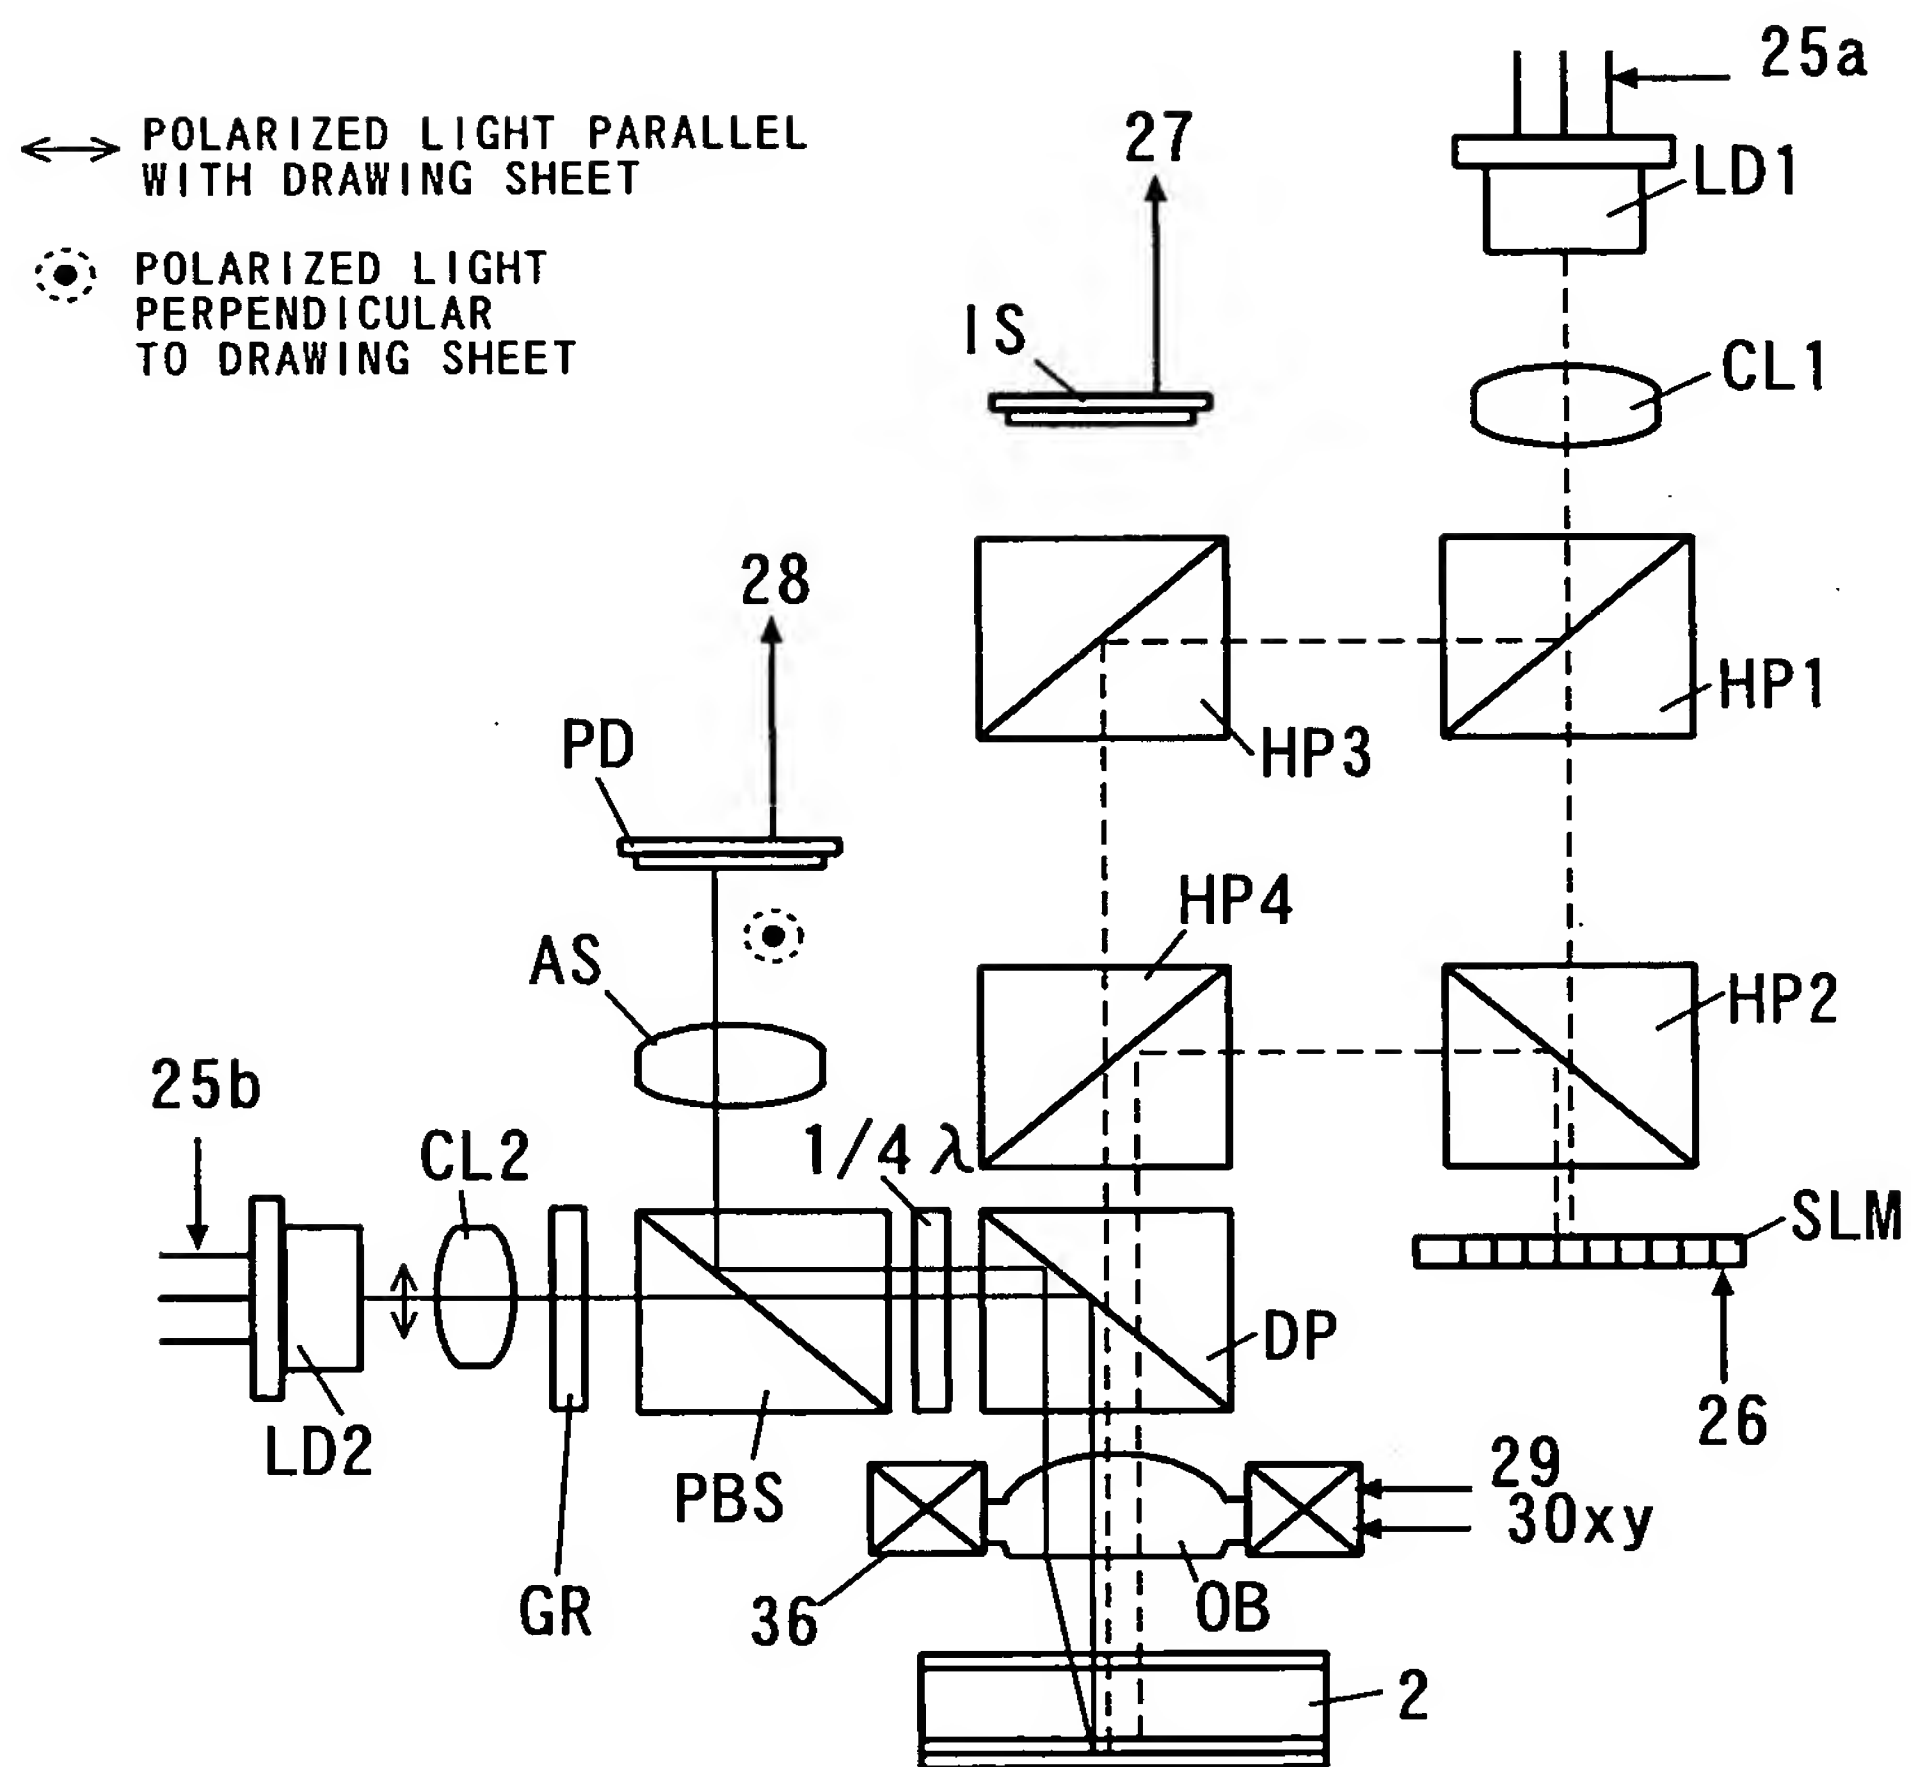 25a
POLARIZED LIGHT PARALLEL
WITH DRAWING SHEET
27
LD1
POLARIZED LIGHT
PERPENDICULAR
TO DRAWING SHEET
IS
CL1
28
HP1
PD
HP3
HP4
AS
HP2
25b
CL2
1/4 λ
SLM
DP
LD2
26
PBS
29
30xy
GR
36
OB
2